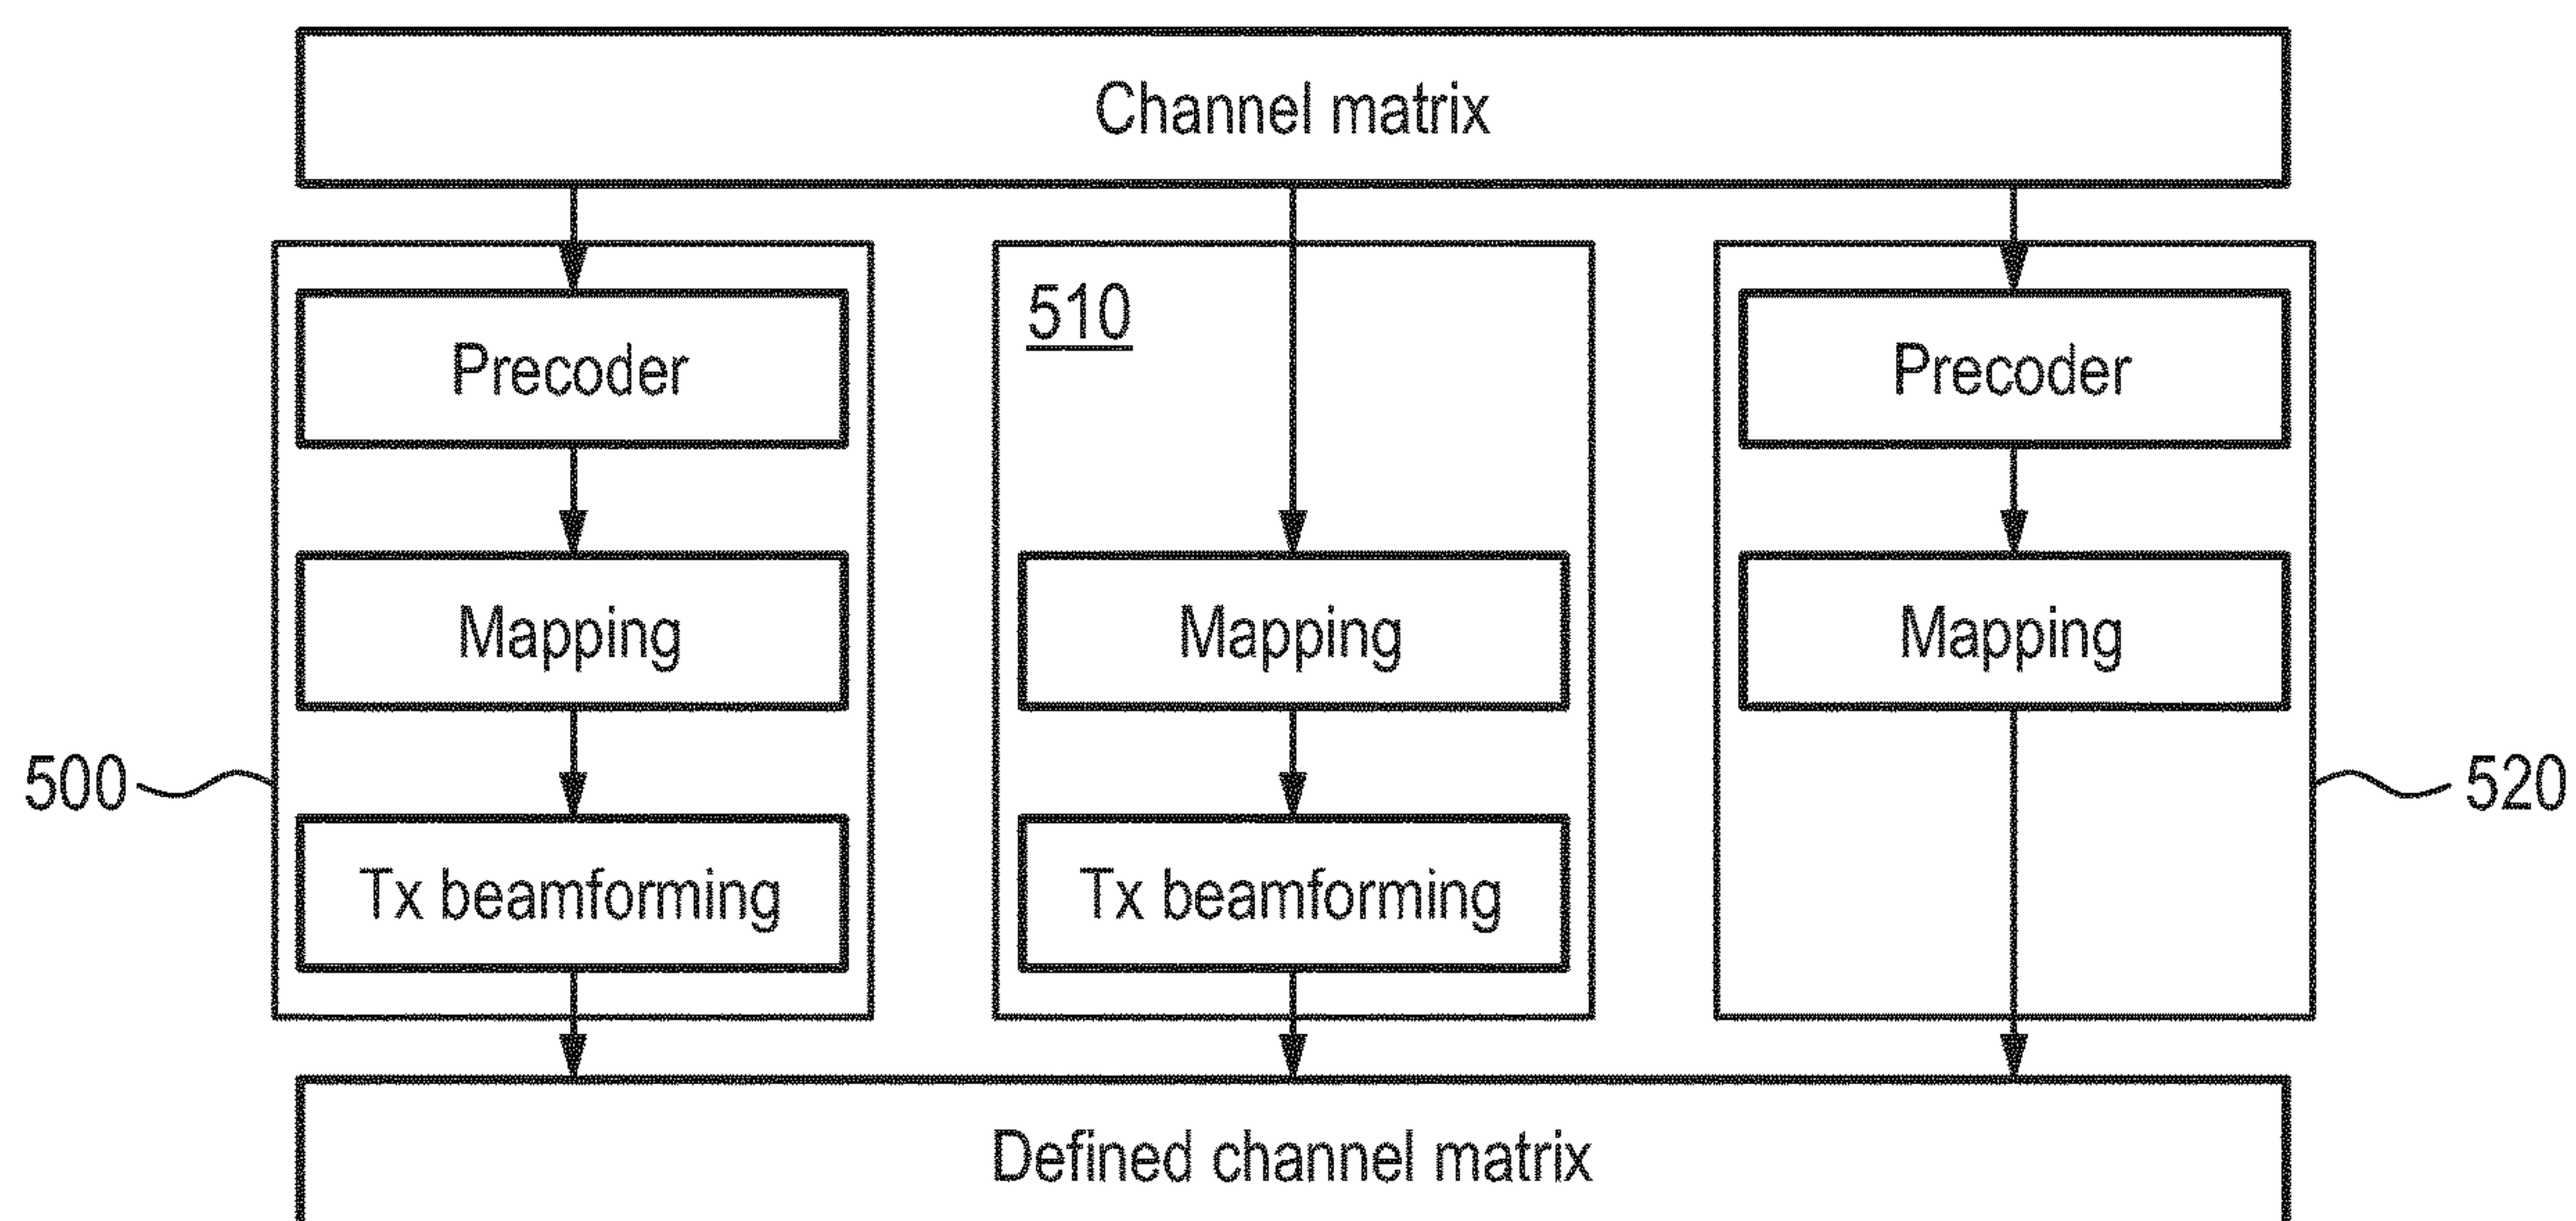 Channel matrix
510
Precoder
Precoder
Mapping
Mapping
Mapping
500
520
Tx beamforming
Tx beamforming
Defined channel matrix